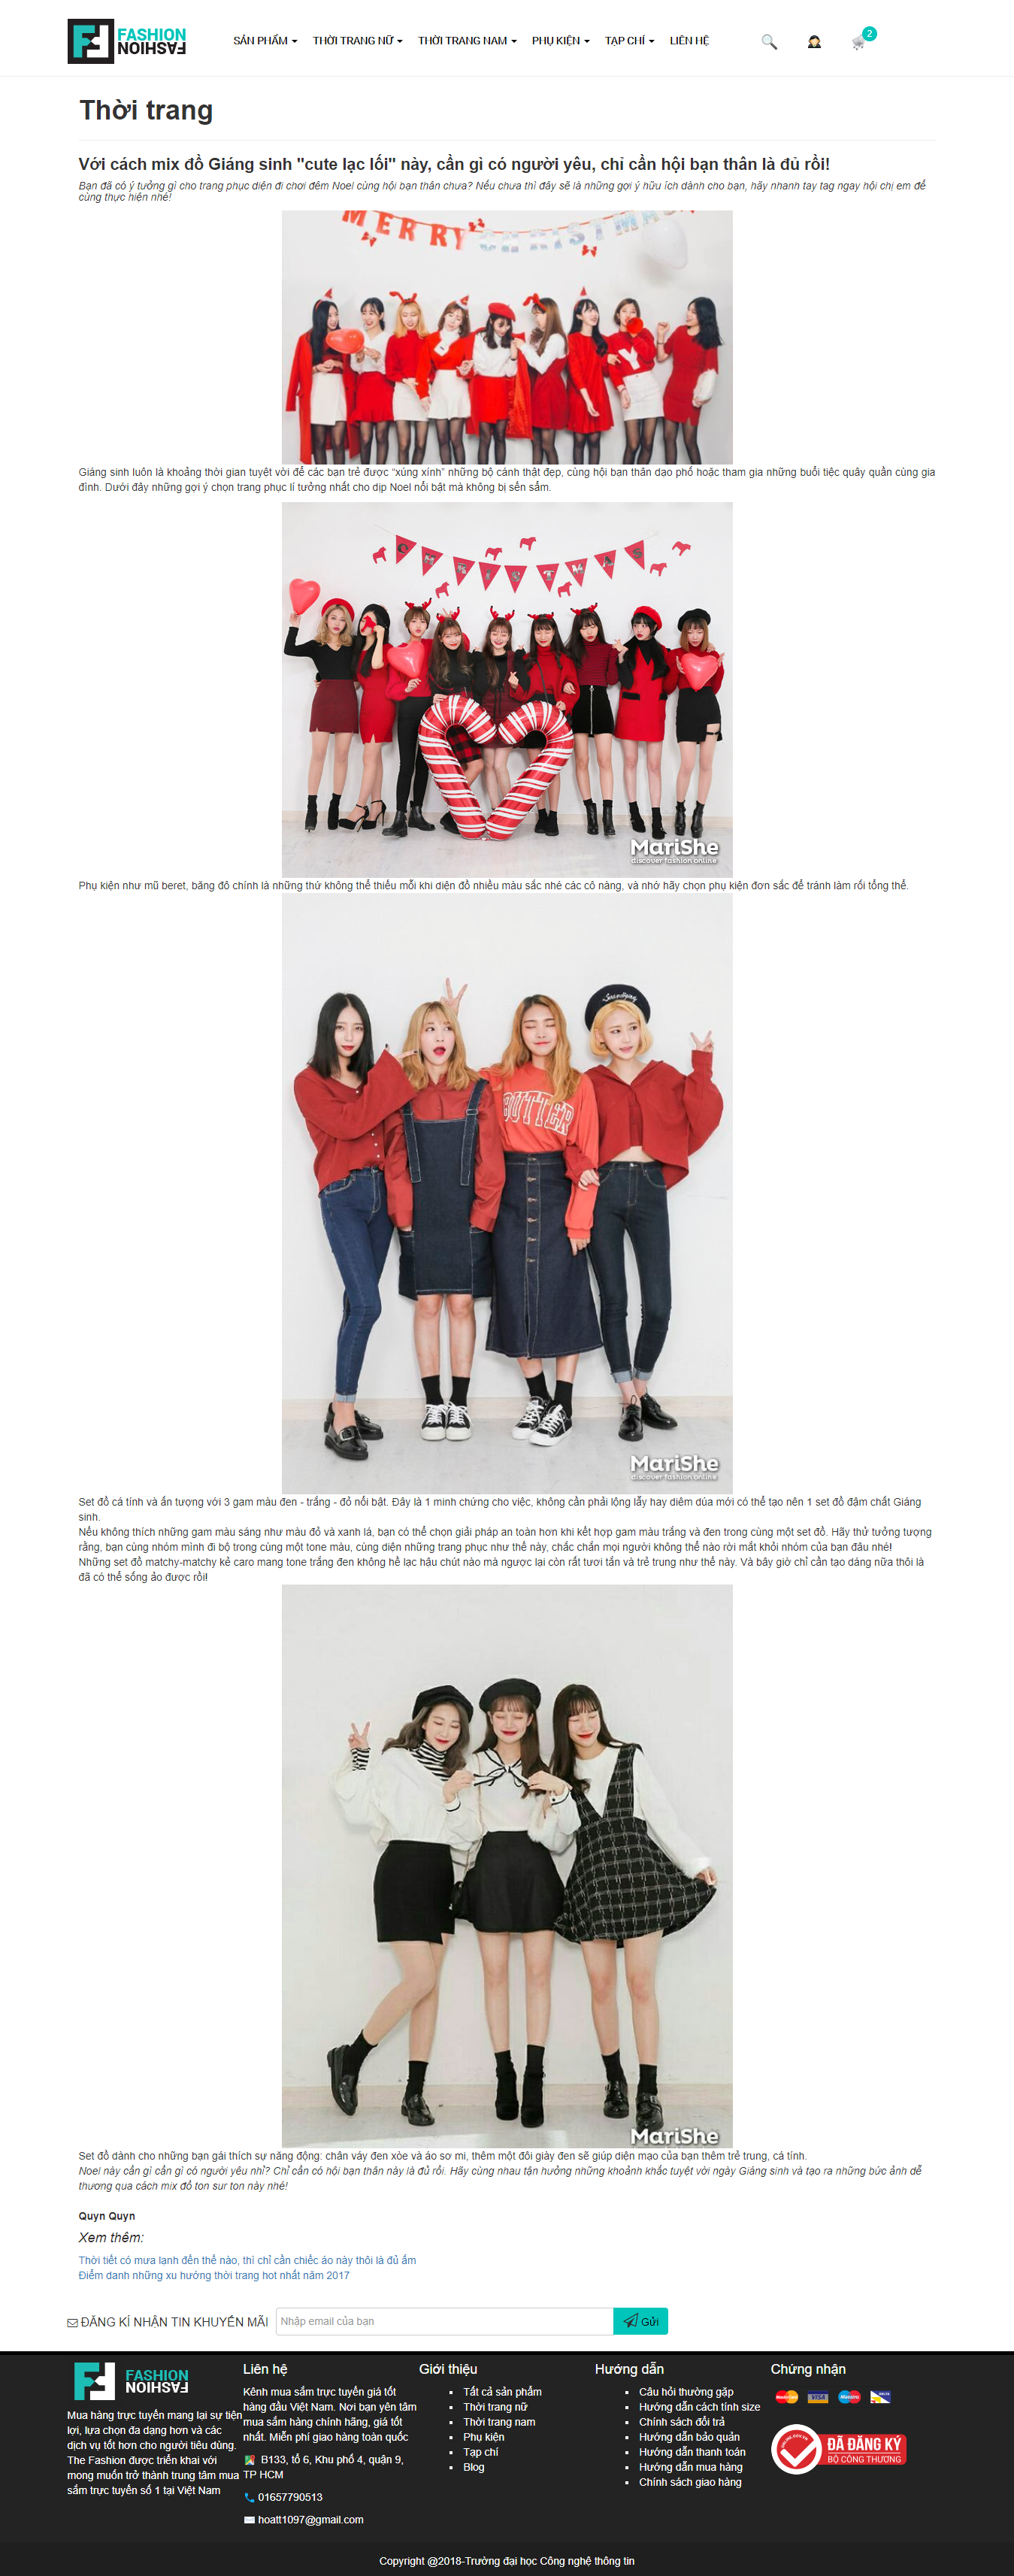 FASHION
FASHION
SẢN PHẨM
THỜI TRANG NỮ
THỜI TRANG NAM
PHỤ KIỆN
TẠP CHÍ
LIÊN HỆ
2
Thời trang
Với cách mix đồ Giáng sinh "cute lạc lối" này, cần gì có người yêu, chỉ cần hội bạn thân là đủ rồi!
Bạn đã có ý tưởng gì cho trang phục diện đi chơi đêm Noel cùng hội bạn thân chưa? Nếu chưa thì đây sẽ là những gợi ý hữu ích dành cho bạn, hãy nhanh tay tag ngay hội chị em để
cùng thực hiện nhé!
MERRY CHRISTMAS
Giáng sinh luôn là khoảng thời gian tuyệt vời để các bạn trẻ được “xúng xính” những bộ cánh thật đẹp, cùng hội bạn thân dạo phố hoặc tham gia những buổi tiệc quây quần cùng gia
đình. Dưới đây những gợi ý chọn trang phục lí tưởng nhất cho dịp Noel nổi bật mà không bị sến sẩm.
MariShe
discover fashion online
Phụ kiện như mũ beret, băng đô chính là những thứ không thể thiếu mỗi khi diện đồ nhiều màu sắc nhé các cô nàng, và nhớ hãy chọn phụ kiện đơn sắc để tránh làm rối tổng thể.
BUTTER
MariShe
discover fashion online
Set đồ cá tính và ấn tượng với 3 gam màu đen - trắng - đỏ nổi bật. Đây là 1 minh chứng cho việc, không cần phải lộng lẫy hay diêm dúa mới có thể tạo nên 1 set đồ đậm chất Giáng
sinh.
Nếu không thích những gam màu sáng như màu đỏ và xanh lá, bạn có thể chọn giải pháp an toàn hơn khi kết hợp gam màu trắng và đen trong cùng một set đồ. Hãy thử tưởng tượng
rằng, bạn cùng nhóm mình đi bộ trong cùng một tone màu, cùng diện những trang phục như thế này, chắc chắn mọi người không thể nào rời mắt khỏi nhóm của bạn đâu nhé!
Những set đồ matchy-matchy kẻ caro mang tone trắng đen không hề lạc hậu chút nào mà ngược lại còn rất tươi tắn và trẻ trung như thế này. Và bây giờ chỉ cần tạo dáng nữa thôi là
đã có thể sống ảo được rồi!
MariShe
Set đồ dành cho những bạn gái thích sự năng động: chân váy đen xòe và áo sơ mi, thêm một đôi giày đen sẽ giúp diện mạo của bạn thêm trẻ trung, cá tính.
Noel này cần gì cần gì có người yêu nhỉ? Chỉ cần có hội bạn thân này là đủ rồi. Hãy cùng nhau tận hưởng những khoảnh khắc tuyệt vời ngày Giáng sinh và tạo ra những bức ảnh dễ
thương qua cách mix đồ ton sur ton này nhé!
Quyn Quyn
Xem thêm:
Thời tiết có mưa lạnh đến thế nào, thì chỉ cần chiếc áo này thôi là đủ ấm
Điểm danh những xu hướng thời trang hot nhất năm 2017
ĐĂNG KÍ NHẬN TIN KHUYẾN MÃI
Nhập email của bạn
Gửi
FASHION
FASHION
Mua hàng trực tuyến mang lại sự tiện
lợi, lựa chọn đa dạng hơn và các
dịch vụ tốt hơn cho người tiêu dùng.
The Fashion được triển khai với
mong muốn trở thành trung tâm mua
sắm trực tuyến số 1 tại Việt Nam
Liên hệ
Kênh mua sắm trực tuyến giá tốt
hàng đầu Việt Nam. Nơi bạn yên tâm
mua sắm hàng chính hãng, giá tốt
nhất. Miễn phí giao hàng toàn quốc
B133, tổ 6, Khu phố 4, quận 9,
TP HCM
01657790513
hoatt1097@gmail.com
Giới thiệu
Tất cả sản phẩm
Thời trang nữ
Thời trang nam
Phụ kiện
Tạp chí
Blog
Hướng dẫn
Câu hỏi thường gặp
Hướng dẫn cách tính size
Chính sách đổi trả
Hướng dẫn bảo quản
Hướng dẫn thanh toán
Hướng dẫn mua hàng
Chính sách giao hàng
Chứng nhận
VISA
Maestro
ĐÃ ĐĂNG KÝ
BỘ CÔNG THƯƠNG
Copyright @2018-Trường đại học Công nghệ thông tin